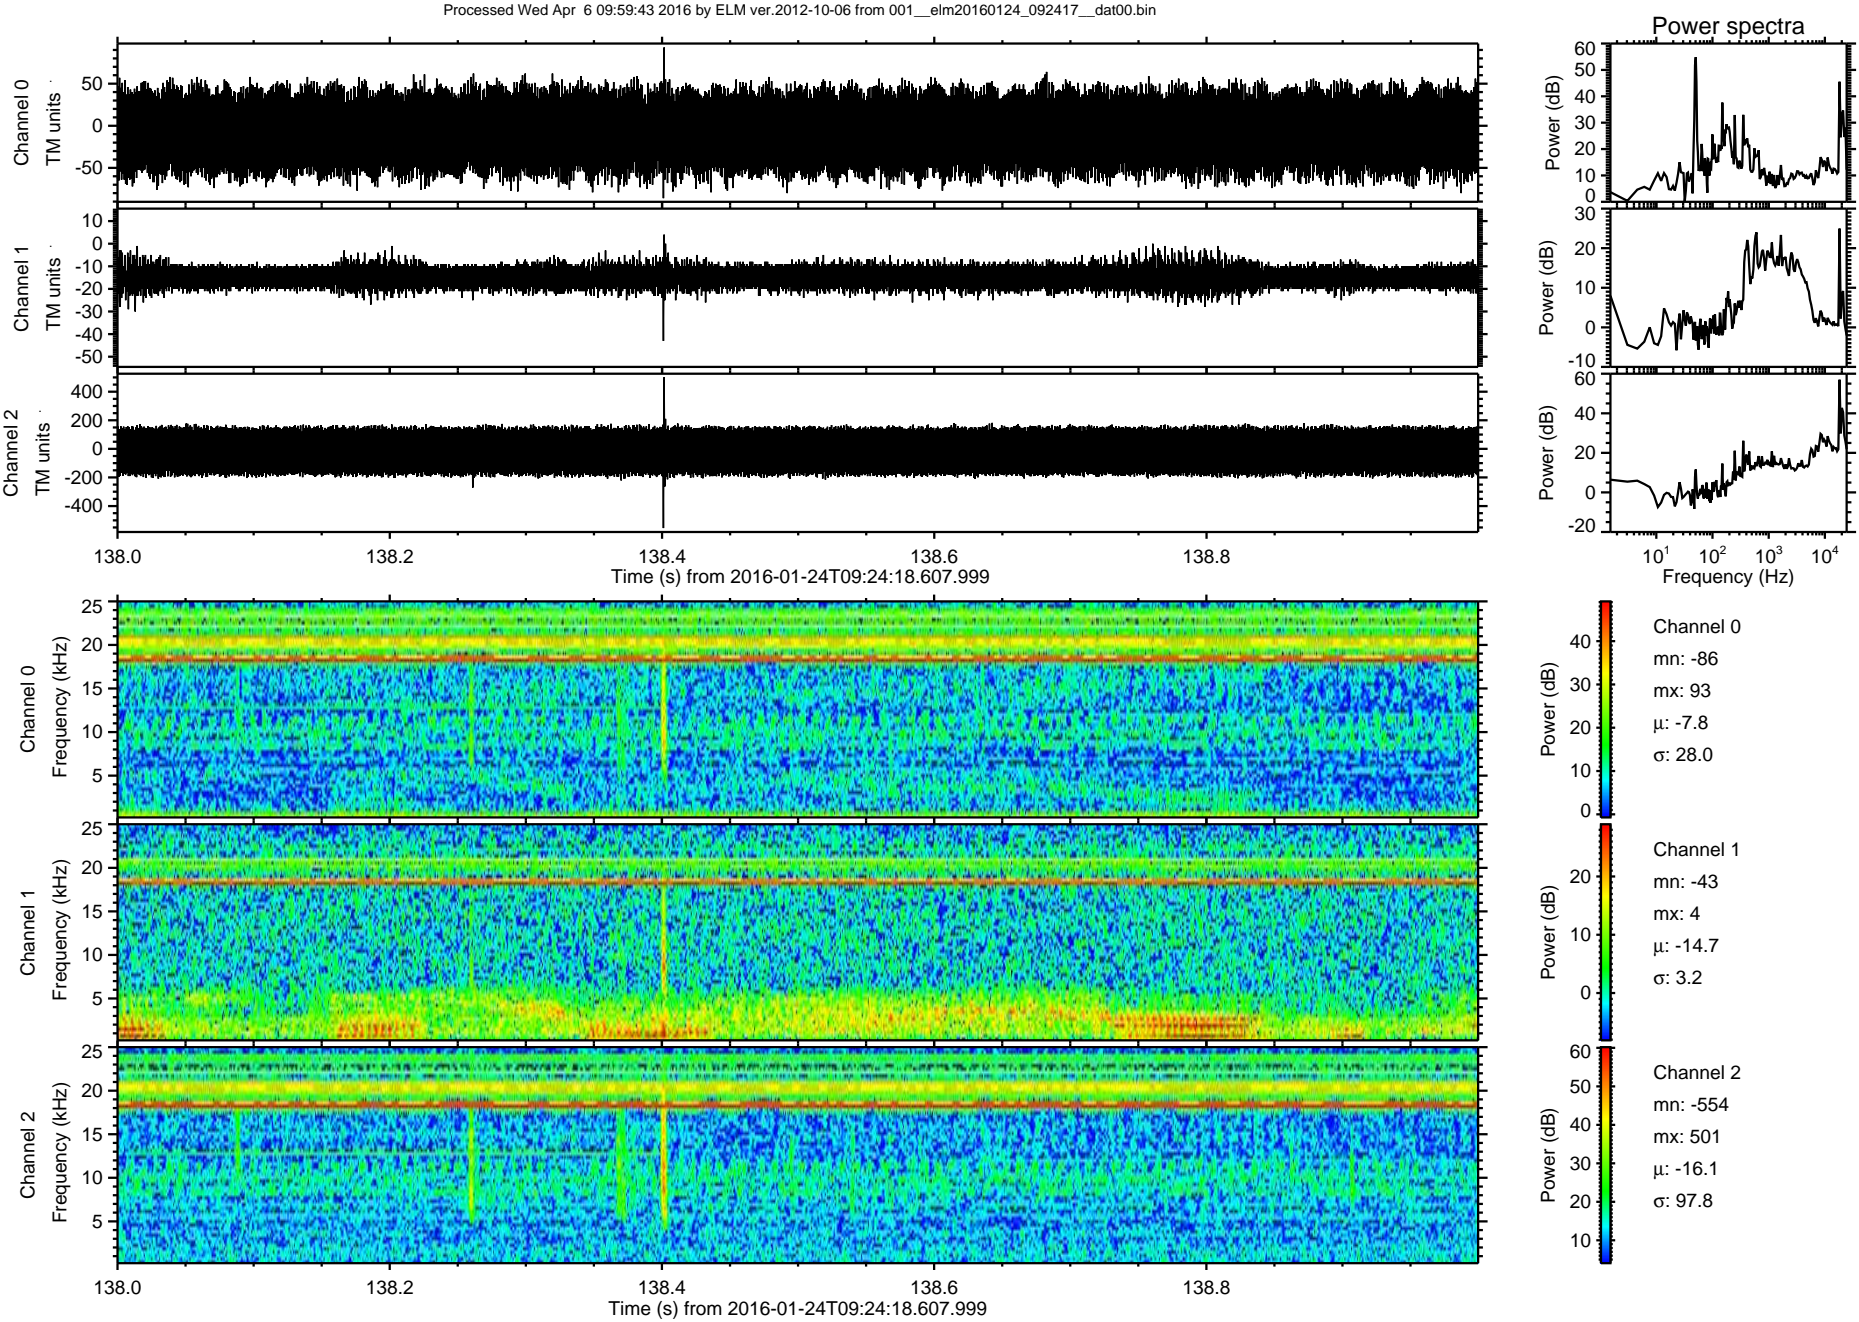 Processed Wed Apr  6 09:59:43 2016 by ELM ver.2012-10-06 from 001__elm20160124_092417__dat00.bin
Power spectra
Channel 0
TM units
50
0
-50
Power (dB)
60
50
40
30
20
10
0
Channel 1
TM units
10
0
-10
-20
-30
-40
-50
Power (dB)
30
20
10
0
-10
Channel 2
TM units
400
200
0
-200
-400
Power (dB)
60
40
20
0
-20
138.0
138.2
138.4
138.6
138.8
Time (s) from 2016-01-24T09:24:18.607.999
10^1
10^2
10^3
10^4
Frequency (Hz)
Channel 0
Frequency (kHz)
25
20
15
10
5
Power (dB)
40
30
20
10
0
Channel 0
mn: -86
mx: 93
μ: -7.8
σ: 28.0
Channel 1
Frequency (kHz)
25
20
15
10
5
Power (dB)
20
10
0
Channel 1
mn: -43
mx: 4
μ: -14.7
σ: 3.2
Channel 2
Frequency (kHz)
25
20
15
10
5
Power (dB)
60
50
40
30
20
10
Channel 2
mn: -554
mx: 501
μ: -16.1
σ: 97.8
138.0
138.2
138.4
138.6
138.8
Time (s) from 2016-01-24T09:24:18.607.999